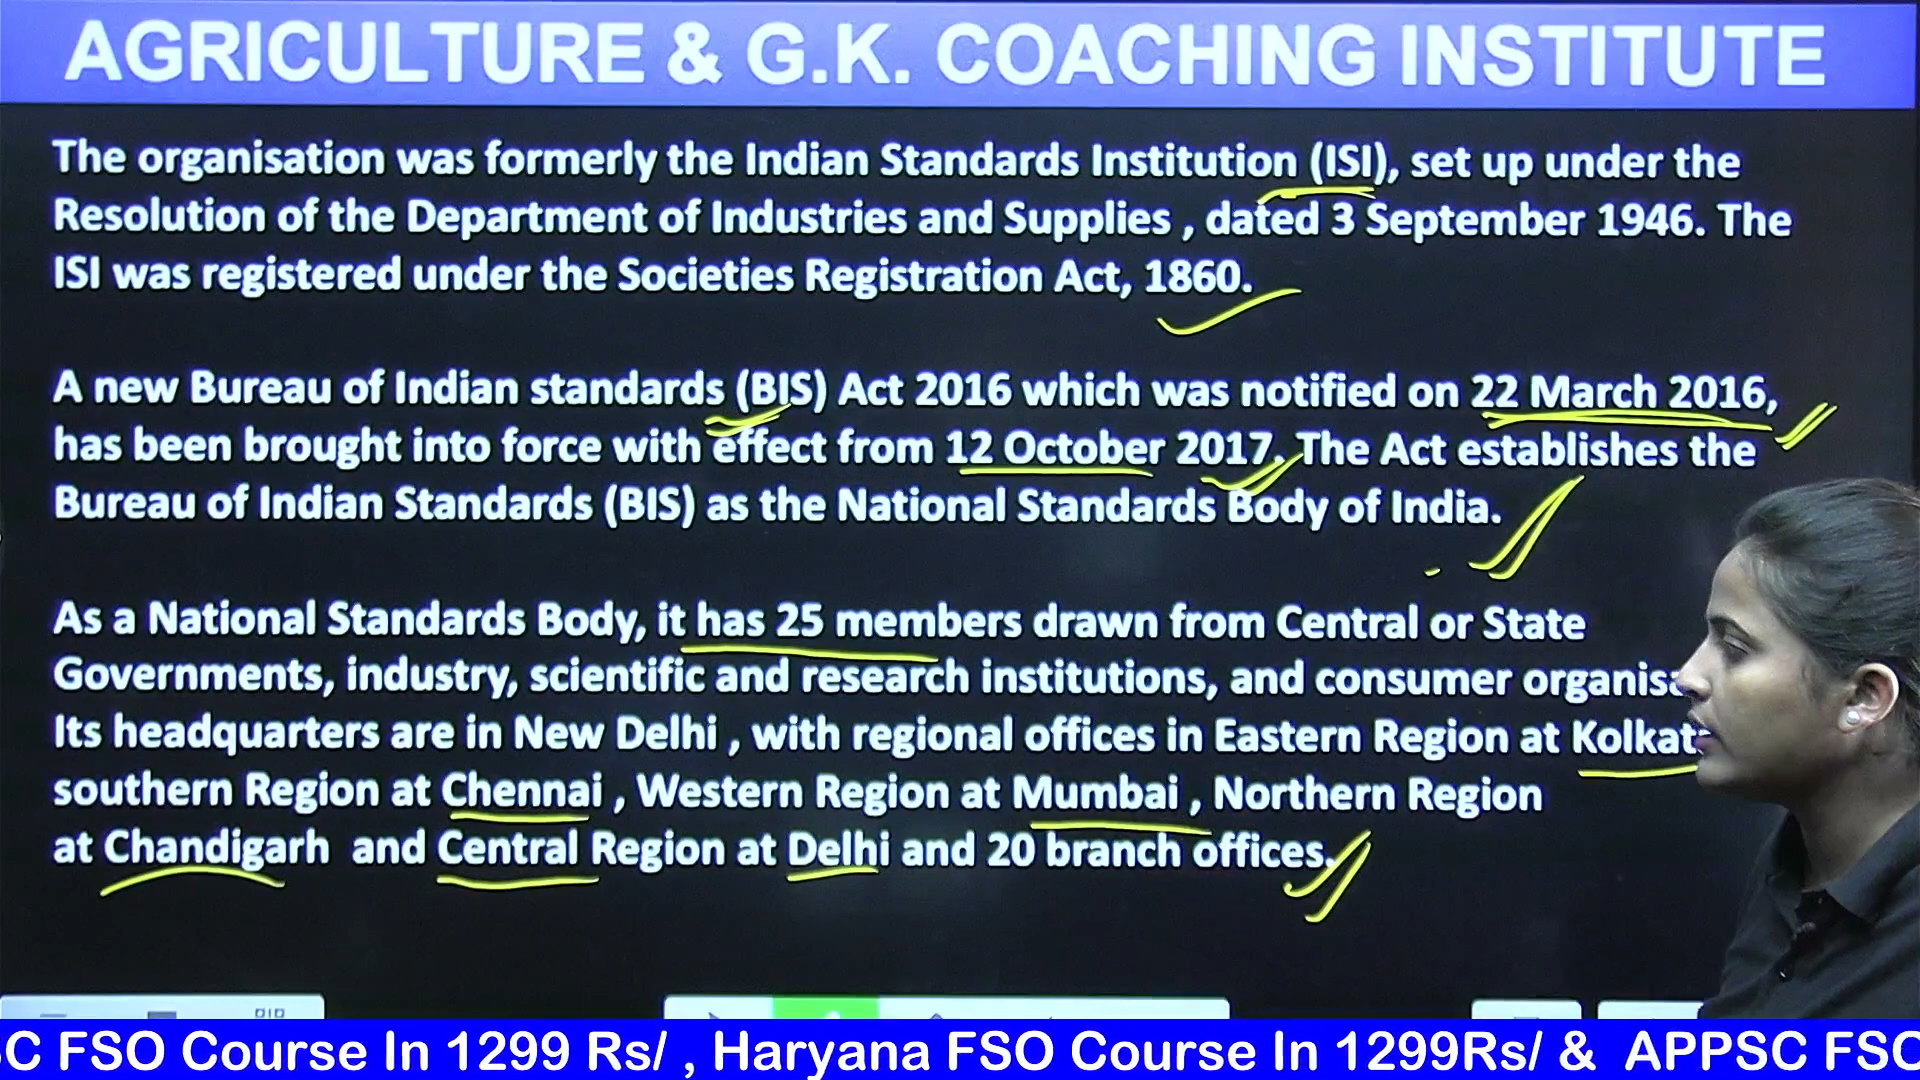 AGRICULTURE & G.K. COACHING INSTITUTE
The organisation was formerly the Indian Standards Institution (ISI), set up under the
Resolution of the Department of Industries and Supplies , dated 3 September 1946. The
ISI was registered under the Societies Registration Act, 1860.
A new Bureau of Indian standards (BIS) Act 2016 which was notified on 22 March 2016,
has been brought into force with effect from 12 October 2017. The Act establishes the
Bureau of Indian Standards (BIS) as the National Standards Body of India.
As a National Standards Body, it has 25 members drawn from Central or State
Governments, industry, scientific and research institutions, and consumer
Its headquarters are in New Delhi , with regional offices in Eastern Region at
southern Region at Chennai , Western Region at Mumbai , Northern Region
at Chandigarh and Central Region at Delhi and 20 branch offices.
FSO Course In 1299 Rs/ , Haryana FSO Course In 1299Rs/ & APPSC FSO